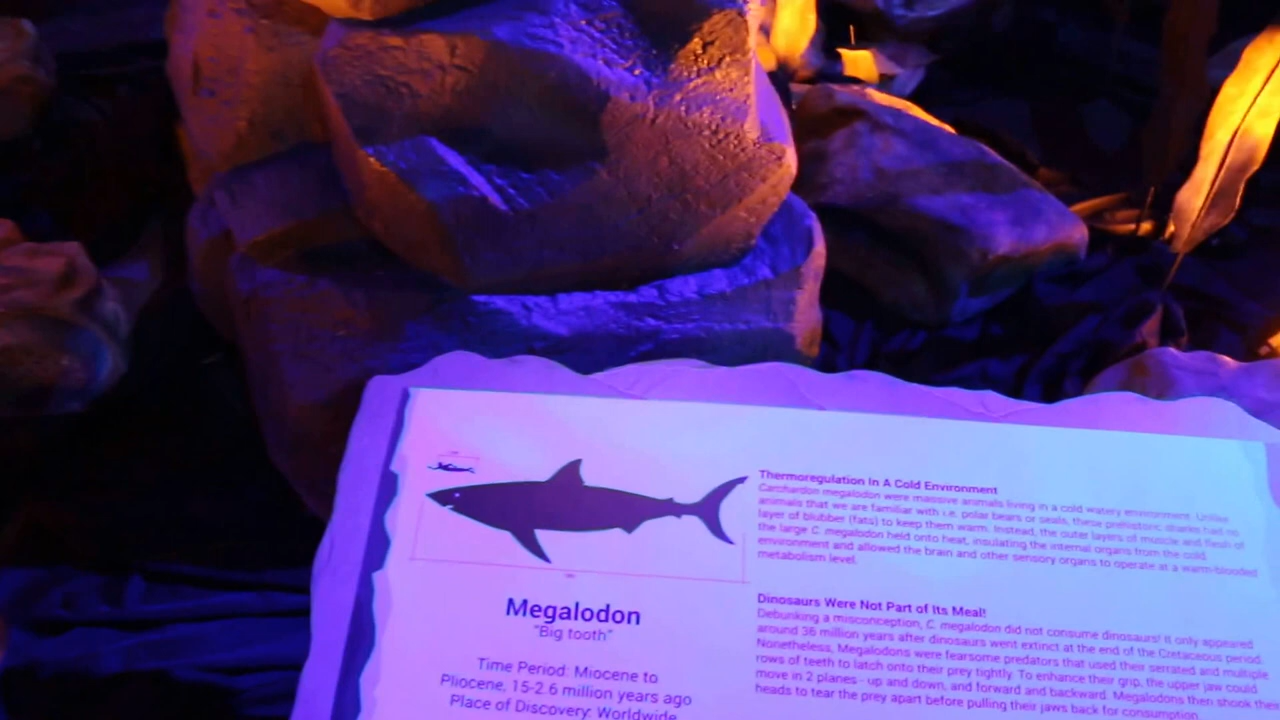 Megalodon
"Big tooth"
Time Period: Miocene to
Pliocene, 15-2.6 million years ago
Place of Discovery: Worldwide
Thermoregulation In A Cold Environment
Carcharodon megalodon were massive animals living in a cold watery environment. Unlike
animals that we are familiar with i.e. polar bears or seals, these prehistoric sharks had no
layer of blubber (fats) to keep them warm. Instead, the outer layers of muscle and flesh of
the large C. megalodon held onto heat, insulating the internal organs from the cold
environment and allowed the brain and other sensory organs to operate at a warm-blooded
metabolism level.
Dinosaurs Were Not Part of Its Meal!
Debunking a misconception, C. megalodon did not consume dinosaurs! It only appeared
around 36 million years after dinosaurs went extinct at the end of the Cretaceous period.
Nonetheless, Megalodons were fearsome predators that used their serrated and multiple
rows of teeth to latch onto their prey tightly. To enhance their grip, the upper jaw could
move in 2 planes - up and down, and forward and backward. Megalodons then shook their
heads to tear the prey apart before pulling their jaws back for consumption.